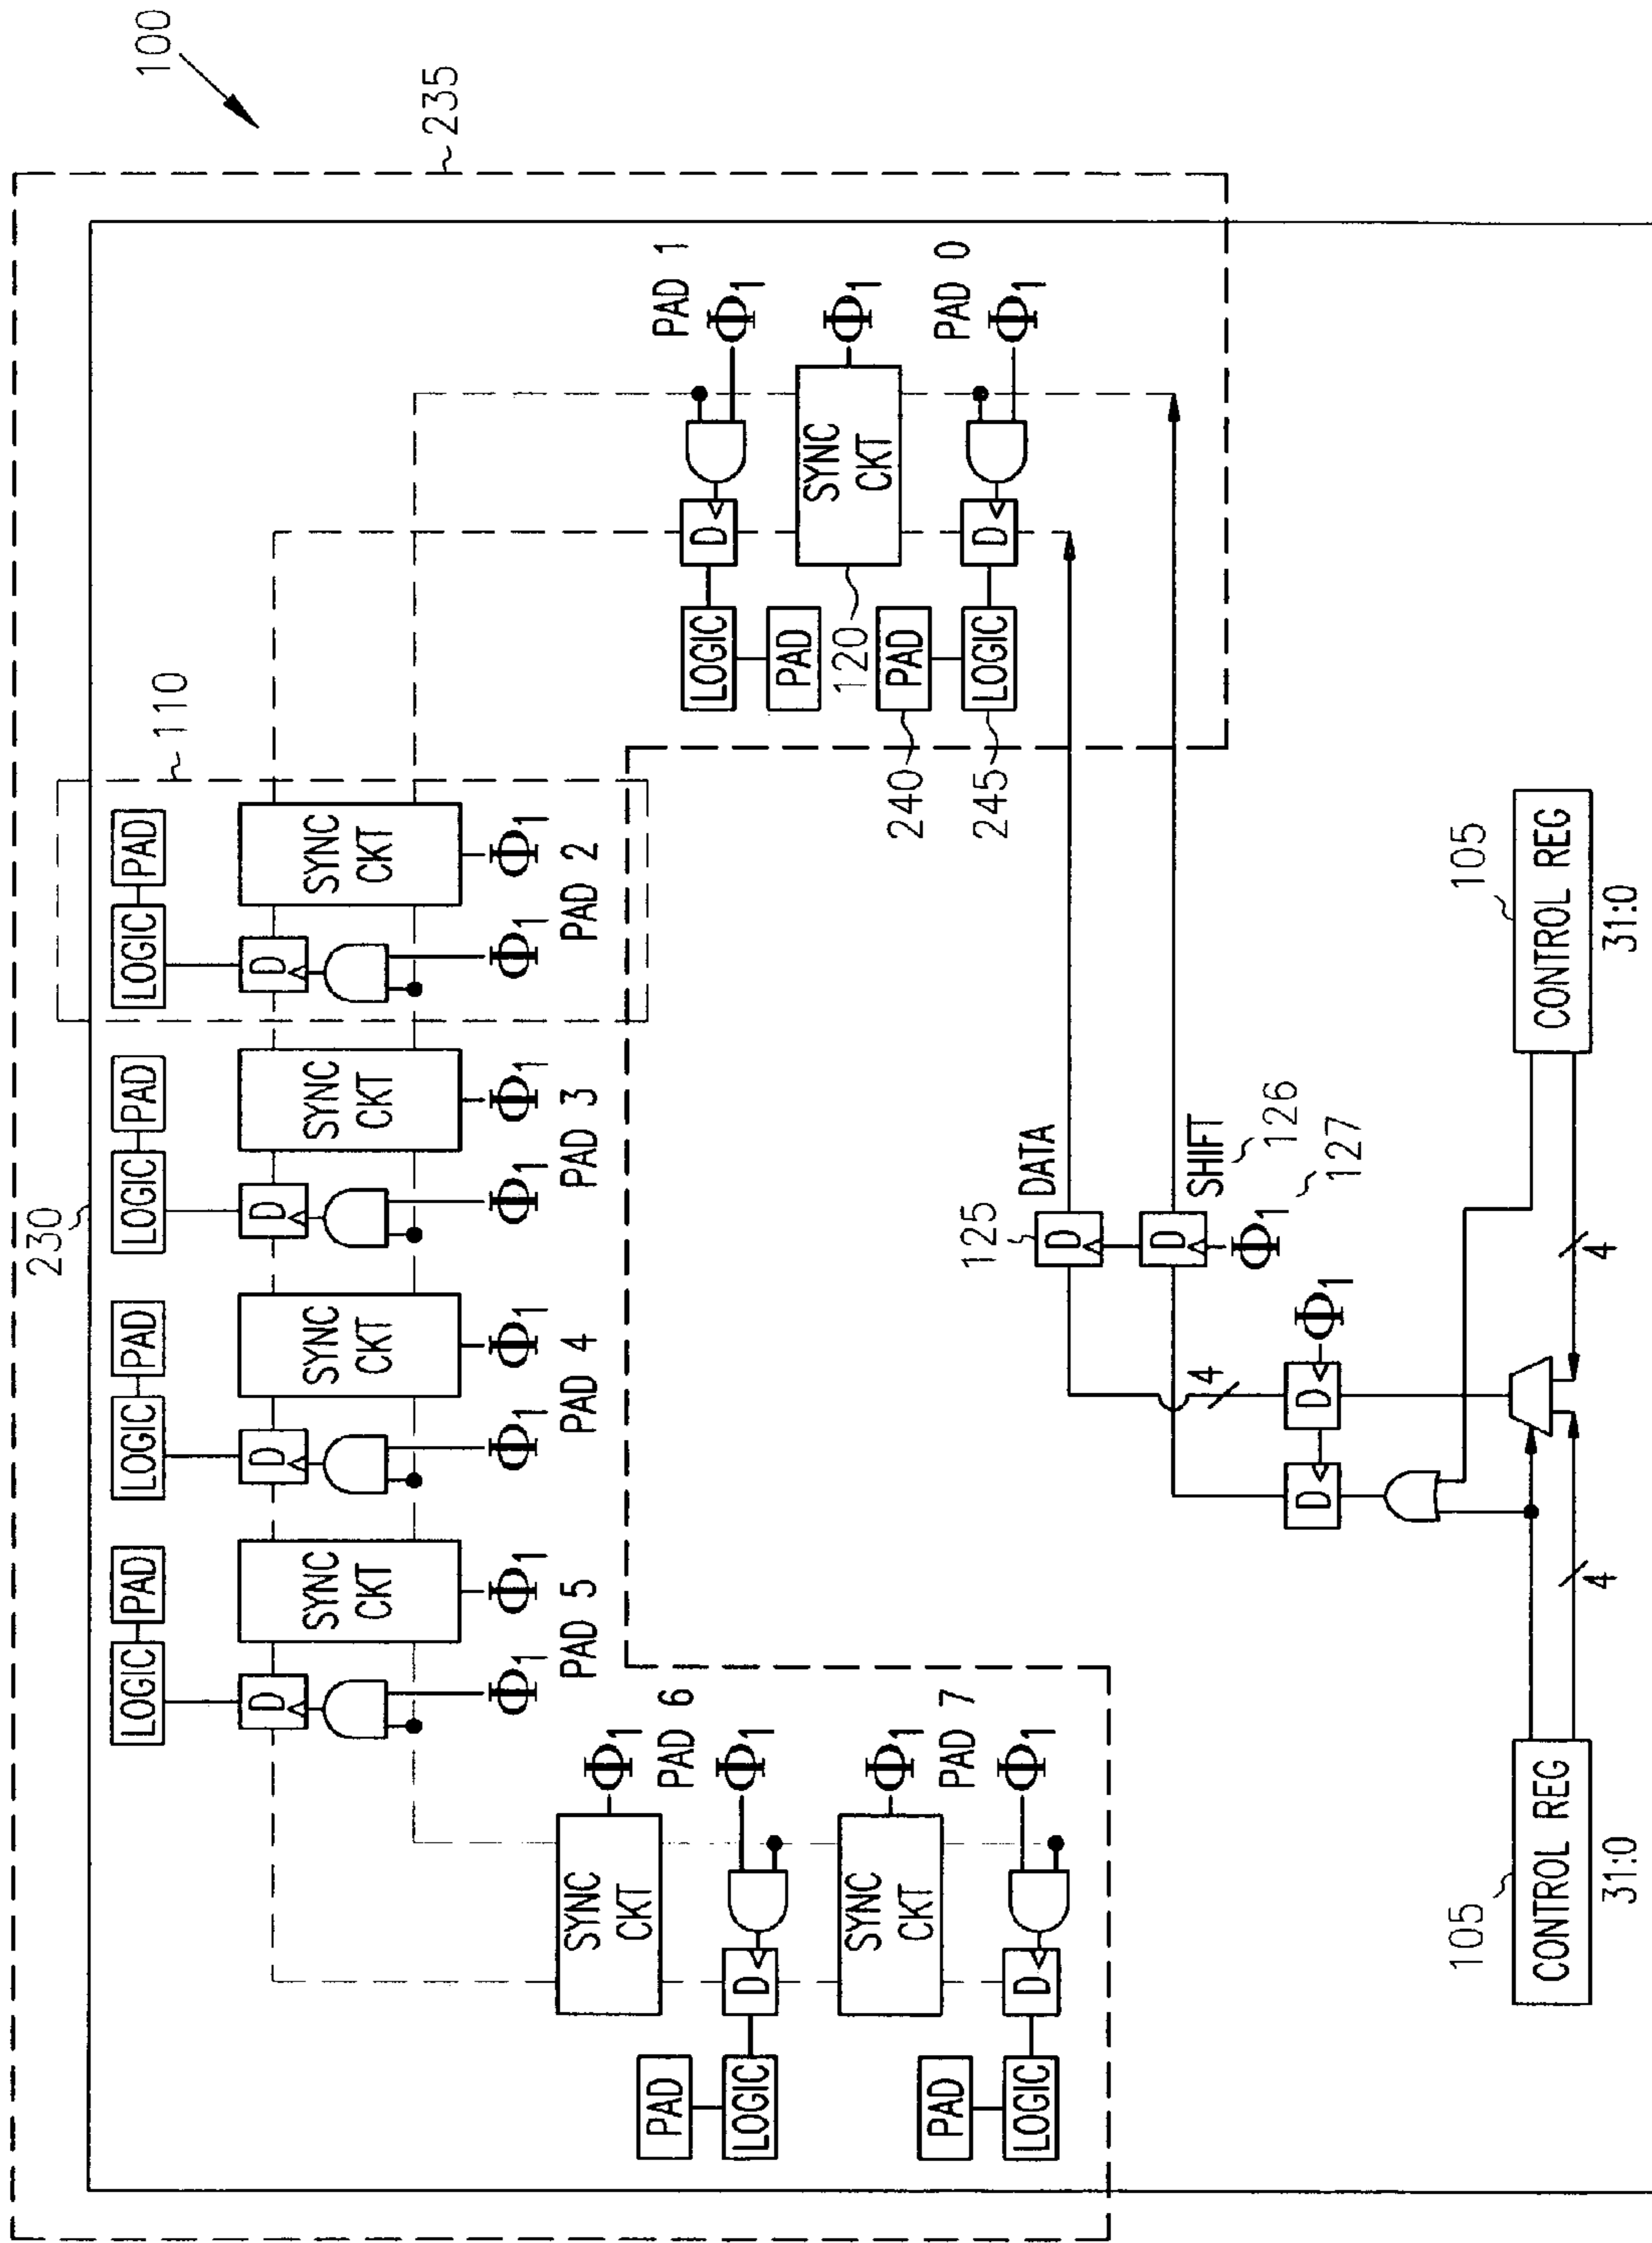 100
235
230
110
LOGIC
PAD
LOGIC
PAD
LOGIC
PAD
LOGIC
PAD
D
SYNC
CKT
D
SYNC
CKT
D
SYNC
CKT
D
SYNC
CKT
Φ1
Φ1
Φ1
Φ1
Φ1
Φ1
Φ1
Φ1
PAD 5
PAD 4
PAD 3
PAD 2
SYNC
CKT
Φ1
PAD 6
Φ1
D
PAD
LOGIC
SYNC
CKT
Φ1
PAD 7
Φ1
D
PAD
LOGIC
PAD 1
Φ1
D
LOGIC
PAD
SYNC
CKT
Φ1
120
PAD 0
Φ1
D
PAD
LOGIC
240
245
DATA
125
D
SHIFT
126
D
Φ1
127
4
D
D
Φ1
105
CONTROL REG
31:0
4
4
105
CONTROL REG
31:0